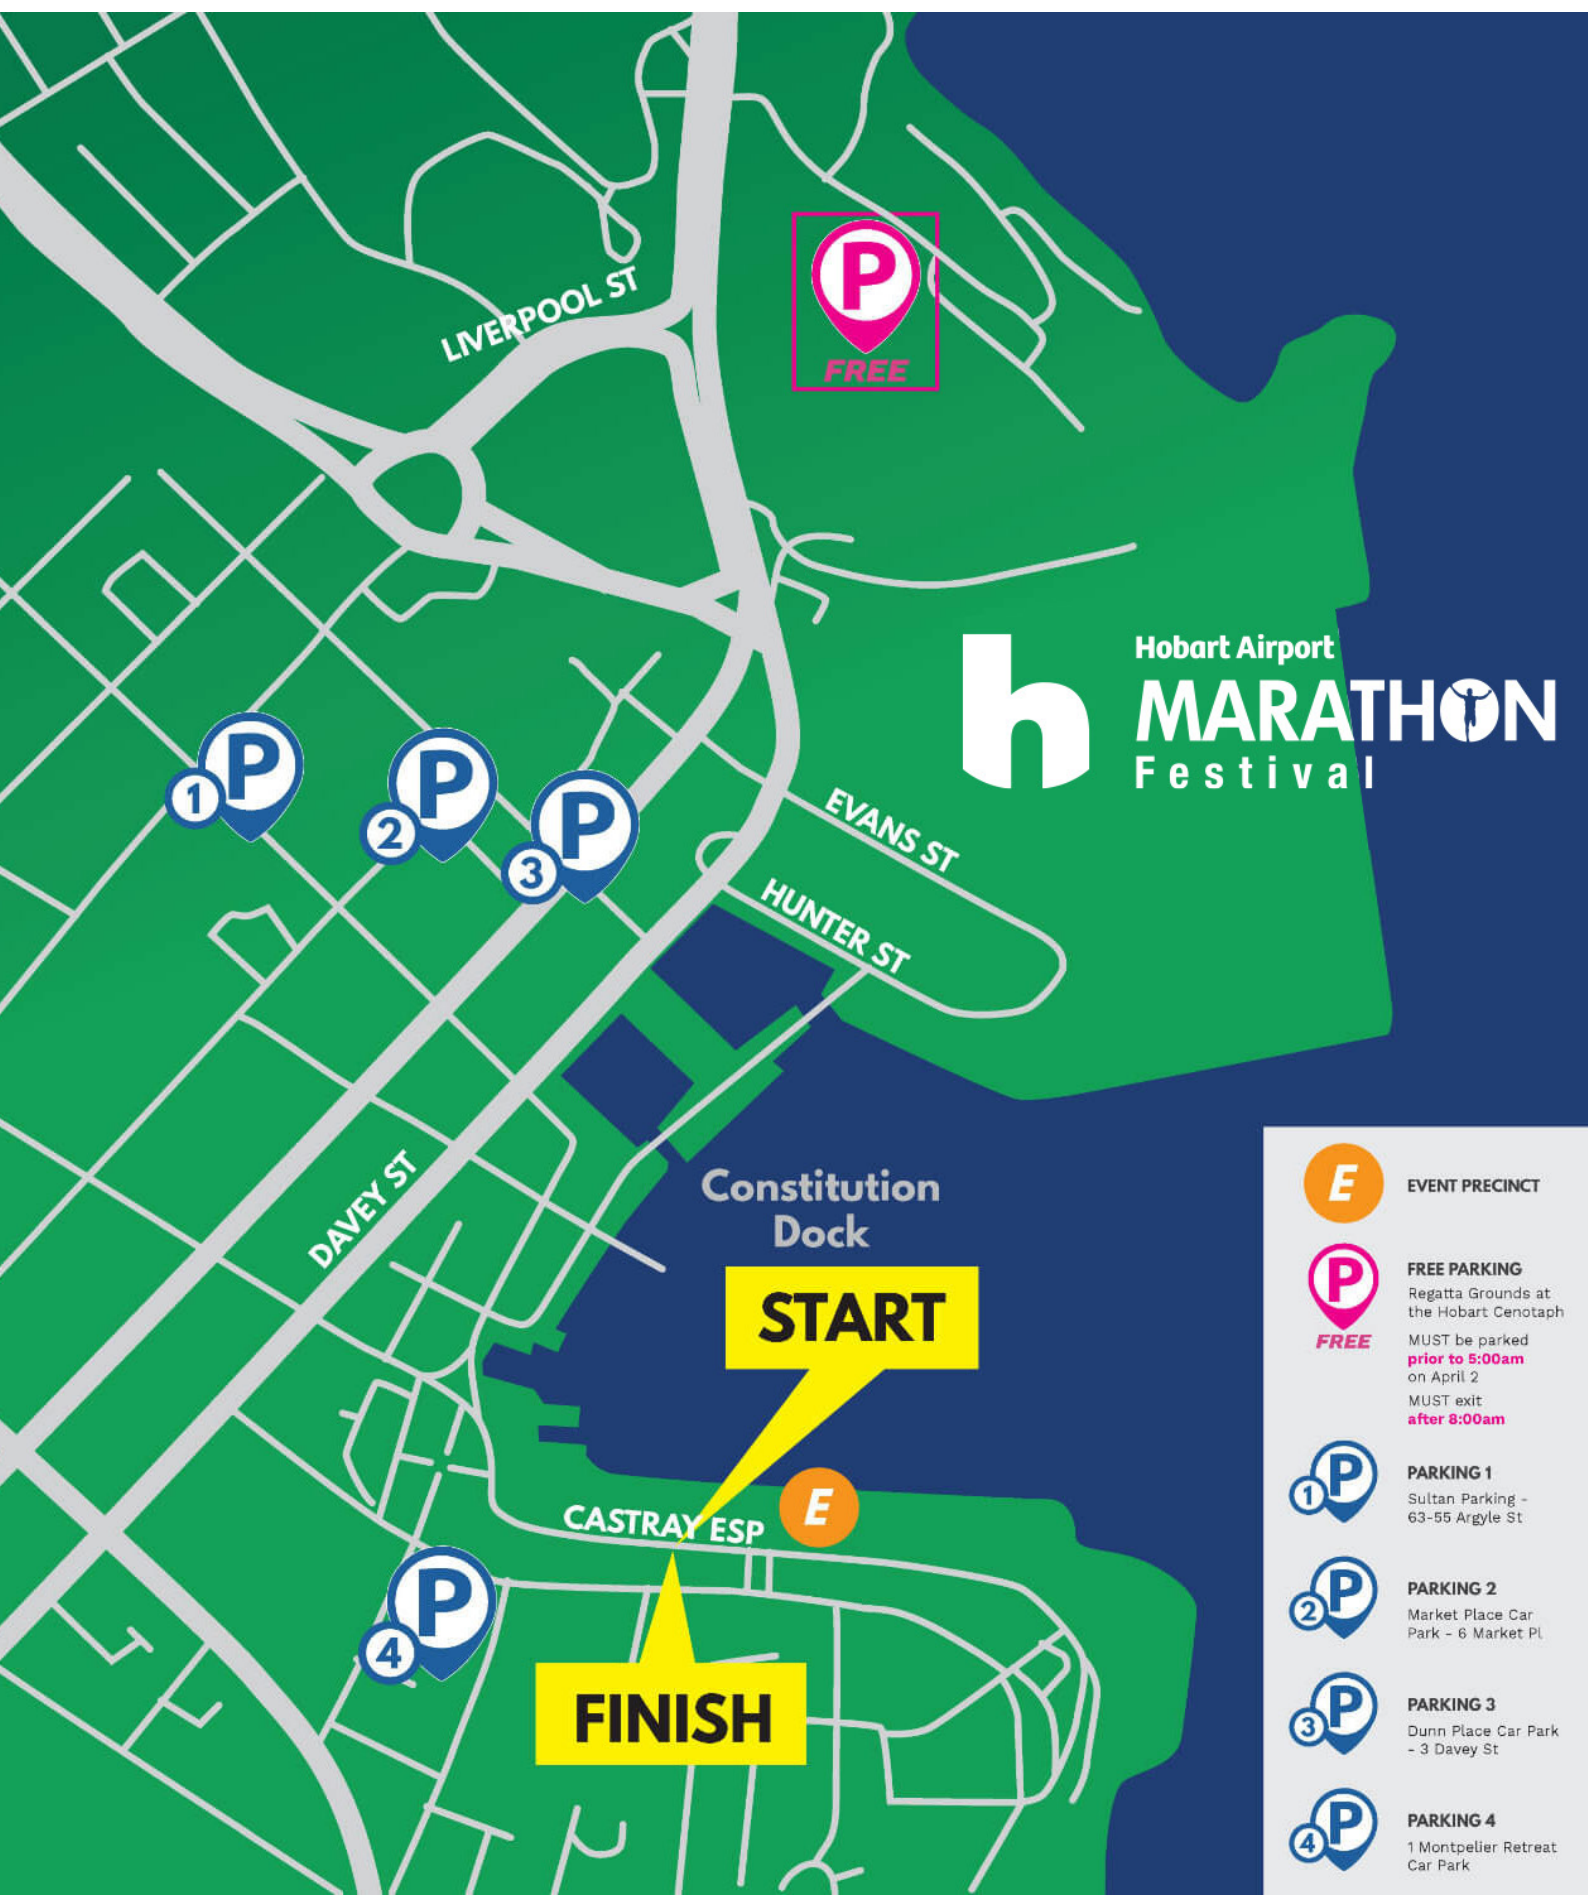 LIVERPOOL ST
P
FREE
Hobart Airport
h MARATHON
Festival
P
1
P
2
P
3
EVANS ST
HUNTER ST
DAVEY ST
Constitution
Dock
START
CASTRAY ESP
E
P
4
FINISH
E
EVENT PRECINCT
P
FREE
FREE PARKING
Regatta Grounds at
the Hobart Cenotaph
MUST be parked
prior to 5:00am
on April 2
MUST exit
after 8:00am
P
1
PARKING 1
Sultan Parking -
63-55 Argyle St
P
2
PARKING 2
Market Place Car
Park - 6 Market Pl
P
3
PARKING 3
Dunn Place Car Park
- 3 Davey St
P
4
PARKING 4
1 Montpelier Retreat
Car Park